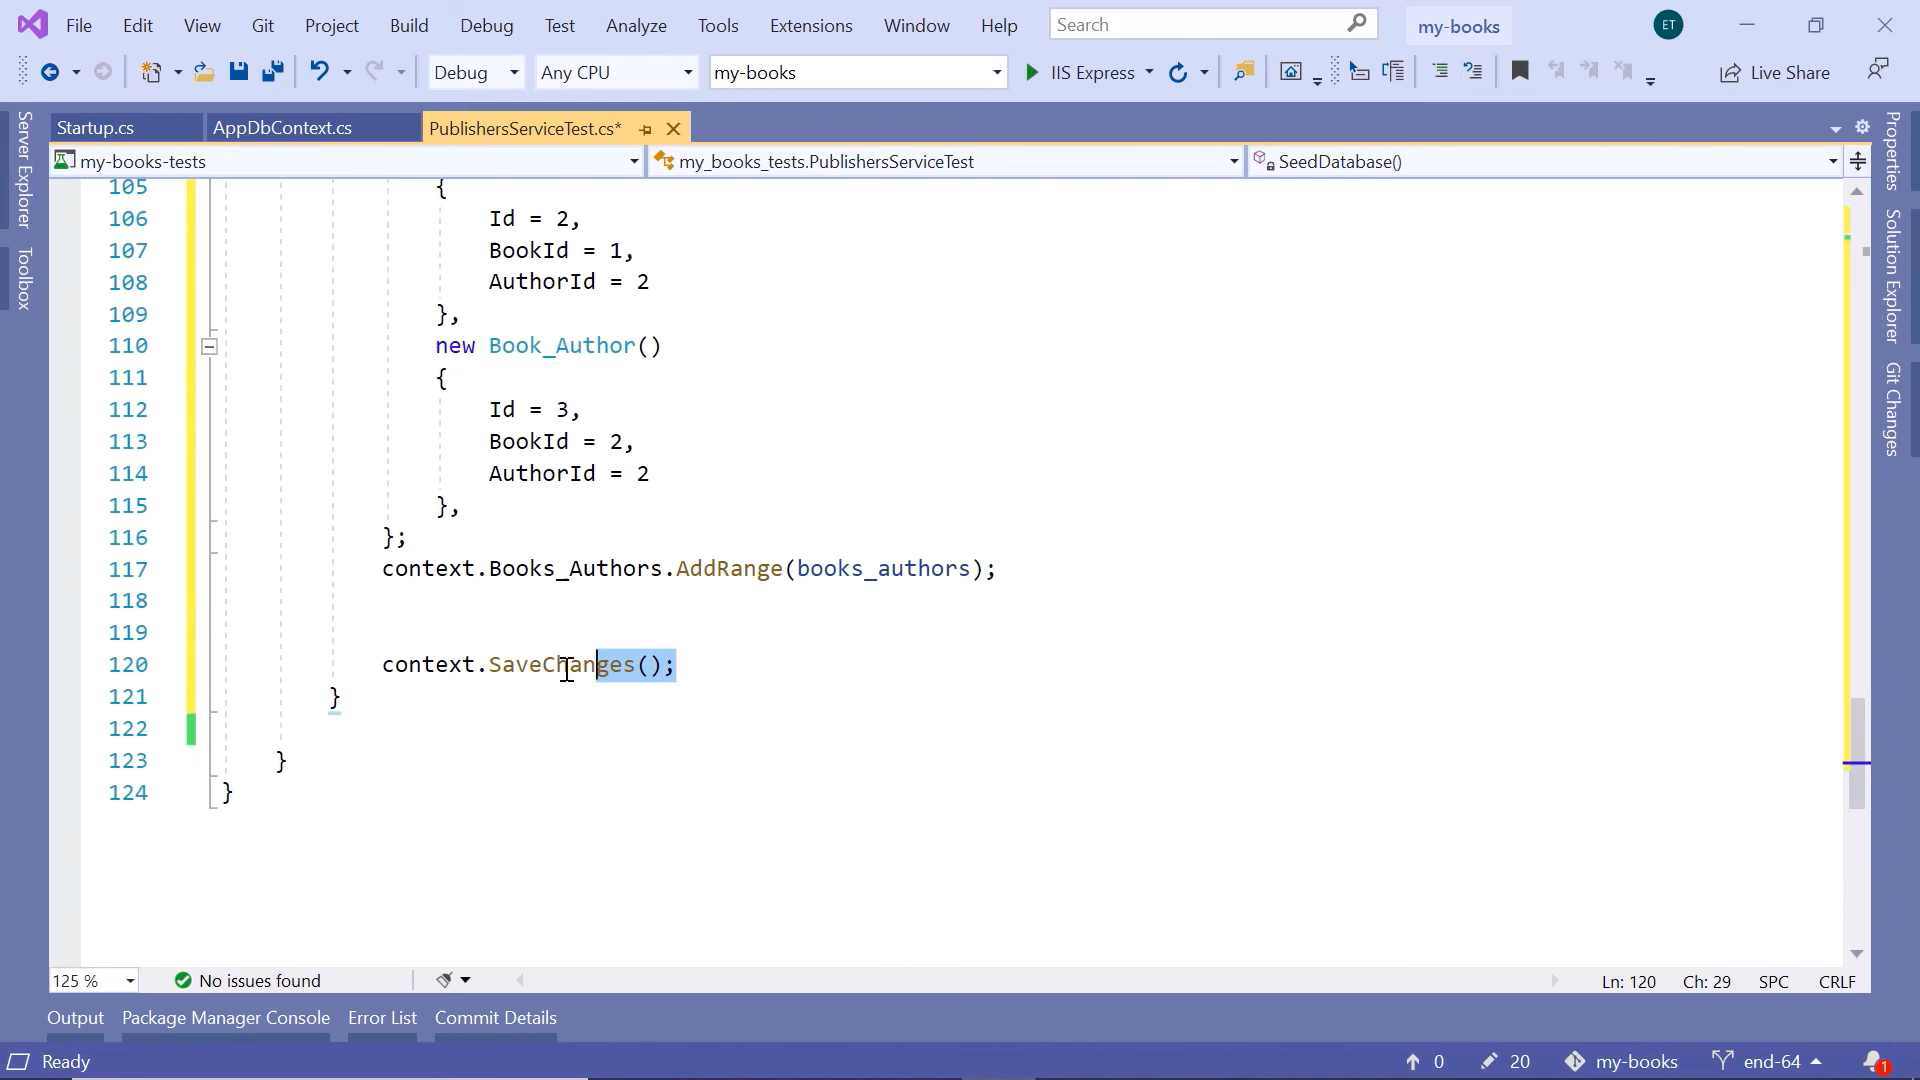 File Edit View Git Project Build Debug Test Analyze Tools Extensions Window Help Search my-books ET
Debug Any CPU my-books IIS Express Live Share
Startup.cs AppDbContext.cs PublishersServiceTest.cs*
my-books-tests my_books_tests.PublishersServiceTest SeedDatabase()
Server Explorer
Toolbox
Properties
Solution Explorer
Git Changes
105 {
106 Id = 2,
107 BookId = 1,
108 AuthorId = 2
109 },
110 new Book_Author()
111 {
112 Id = 3,
113 BookId = 2,
114 AuthorId = 2
115 },
116 };
117 context.Books_Authors.AddRange(books_authors);
118
119
120 context.SaveChanges();
121 }
122
123 }
124 }
125 % No issues found Ln: 120 Ch: 29 SPC CRLF
Output Package Manager Console Error List Commit Details
Ready 0 20 my-books end-64 1